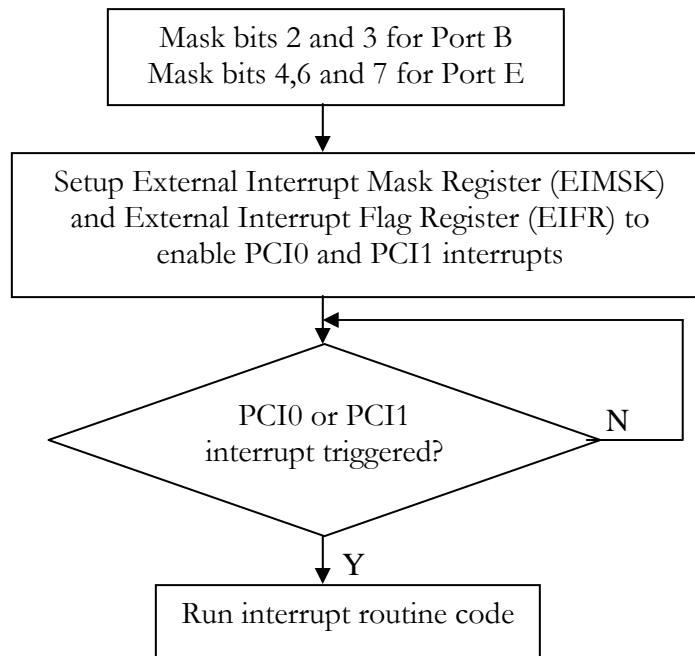 Mask bits 2 and 3 for Port B
Mask bits 4,6 and 7 for Port E
Setup External Interrupt Mask Register (EIMSK)
and External Interrupt Flag Register (EIFR) to
enable PCI0 and PCI1 interrupts
PCI0 or PCI1
interrupt triggered?
N
Y
Run interrupt routine code